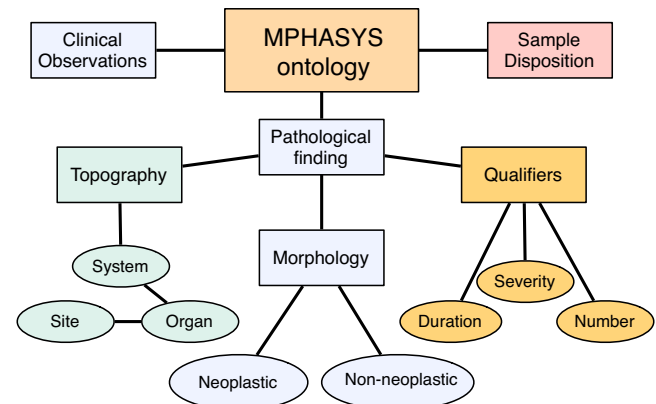 Clinical
Observations
MPHASYS
ontology
Sample
Disposition
Pathological
finding
Topography
Qualifiers
Morphology
System
Severity
Site
Organ
Duration
Number
Neoplastic
Non-neoplastic